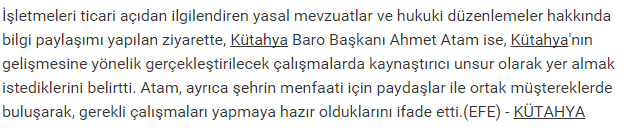 İşletmeleri ticari açıdan ilgilendiren yasal mevzuatlar ve hukuki düzenlemeler hakkında
bilgi paylaşımı yapılan ziyarette, Kütahya Baro Başkanı Ahmet Atam ise, Kütahya'nın
gelişmesine yönelik gerçekleştirilecek çalışmalarda kaynaştırıcı unsur olarak yer almak
istediklerini belirtti. Atam, ayrıca şehrin menfaati için paydaşlar ile ortak müştereklerde
buluşarak, gerekli çalışmaları yapmaya hazır olduklarını ifade etti.(EFE) - KÜTAHYA